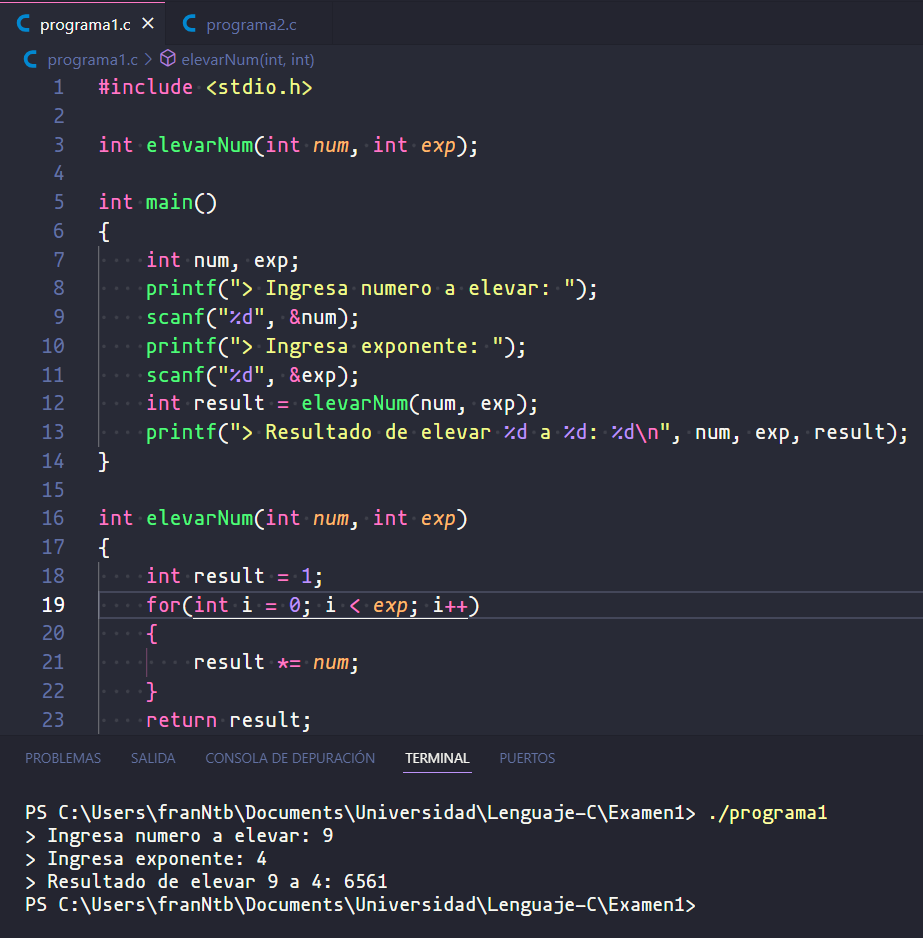 programa1.c × programa2.c
programa1.c > elevarNum(int, int)
1 #include <stdio.h>
2
3 int elevarNum(int num, int exp);
4
5 int main()
6 {
7     int num, exp;
8     printf("> Ingresa numero a elevar: ");
9     scanf("%d", &num);
10     printf("> Ingresa exponente: ");
11     scanf("%d", &exp);
12     int result = elevarNum(num, exp);
13     printf("> Resultado de elevar %d a %d: %d\n", num, exp, result);
14 }
15
16 int elevarNum(int num, int exp)
17 {
18     int result = 1;
19     for(int i = 0; i < exp; i++)
20     {
21         result *= num;
22     }
23     return result;
PROBLEMAS SALIDA CONSOLA DE DEPURACIÓN TERMINAL PUERTOS
PS C:\Users\franNtb\Documents\Universidad\Lenguaje-C\Examen1> ./programa1
> Ingresa numero a elevar: 9
> Ingresa exponente: 4
> Resultado de elevar 9 a 4: 6561
PS C:\Users\franNtb\Documents\Universidad\Lenguaje-C\Examen1>